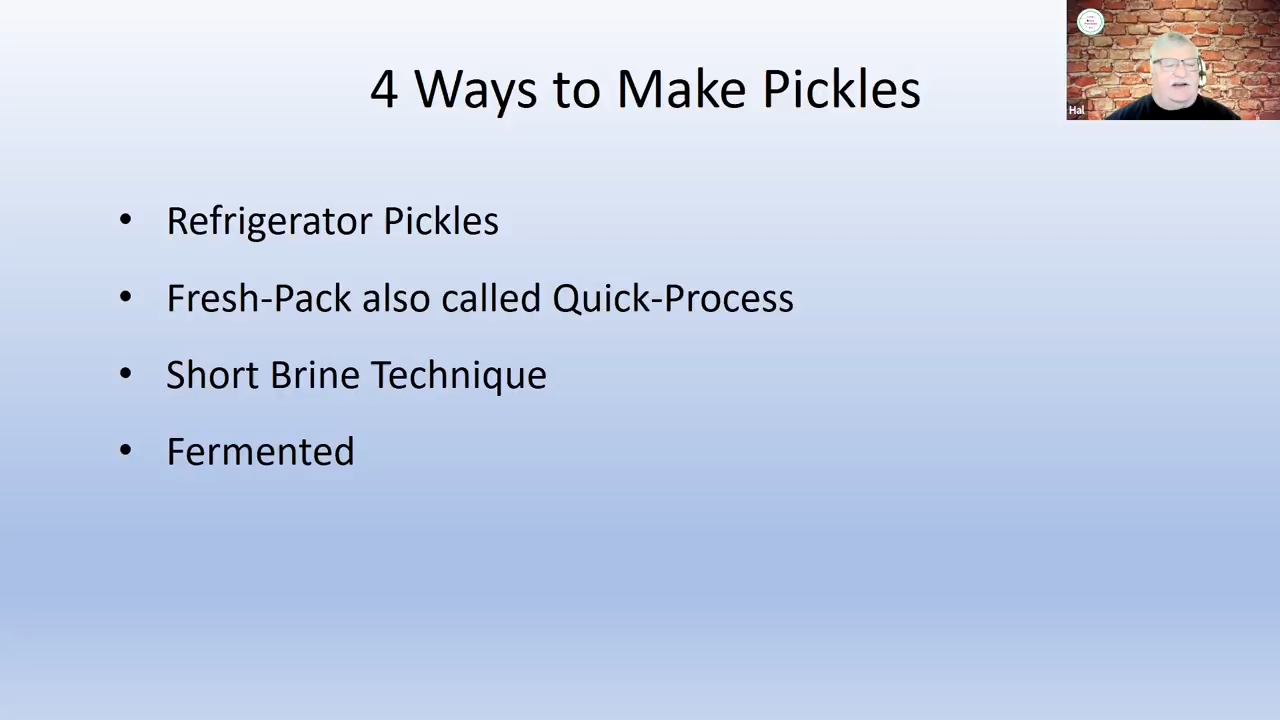 4 Ways to Make Pickles
• Refrigerator Pickles
• Fresh-Pack also called Quick-Process
• Short Brine Technique
• Fermented
Hal